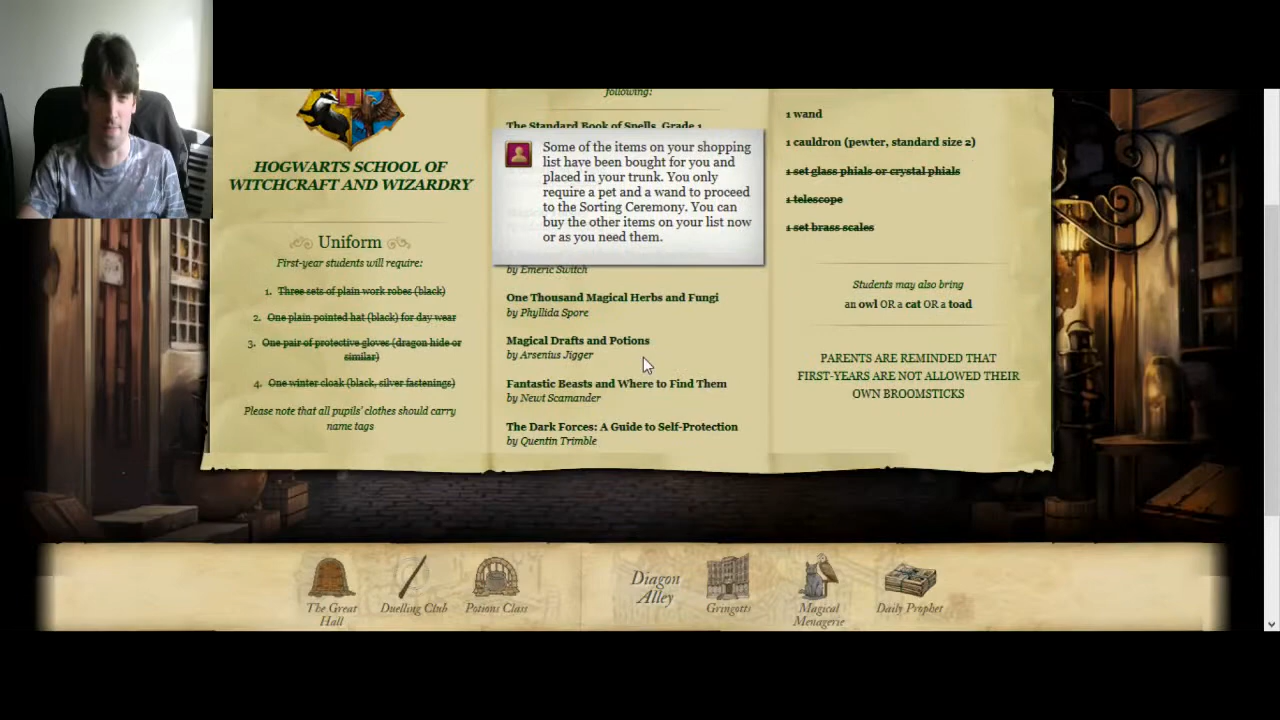 HOGWARTS SCHOOL OF
WITCHCRAFT AND WIZARDRY
Uniform
First-year students will require:
1. Three sets of plain work robes (black)
2. One plain pointed hat (black) for day wear
3. One pair of protective gloves (dragon hide or
similar)
4. One winter cloak (black, silver fastenings)
Please note that all pupils' clothes should carry
name tags
following:
The Standard Book of Spells, Grade 1
Some of the items on your shopping
list have been bought for you and
placed in your trunk. You only
require a pet and a wand to proceed
to the Sorting Ceremony. You can
buy the other items on your list now
or as you need them.
by Emeric Switch
One Thousand Magical Herbs and Fungi
by Phyllida Spore
Magical Drafts and Potions
by Arsenius Jigger
Fantastic Beasts and Where to Find Them
by Newt Scamander
The Dark Forces: A Guide to Self-Protection
by Quentin Trimble
1 wand
1 cauldron (pewter, standard size 2)
1 set glass phials or crystal phials
1 telescope
1 set brass scales
Students may also bring
an owl OR a cat OR a toad
PARENTS ARE REMINDED THAT
FIRST-YEARS ARE NOT ALLOWED THEIR
OWN BROOMSTICKS
The Great
Hall
Duelling Club
Potions Class
Diagon
Alley
Gringotts
Magical
Menagerie
Daily Prophet